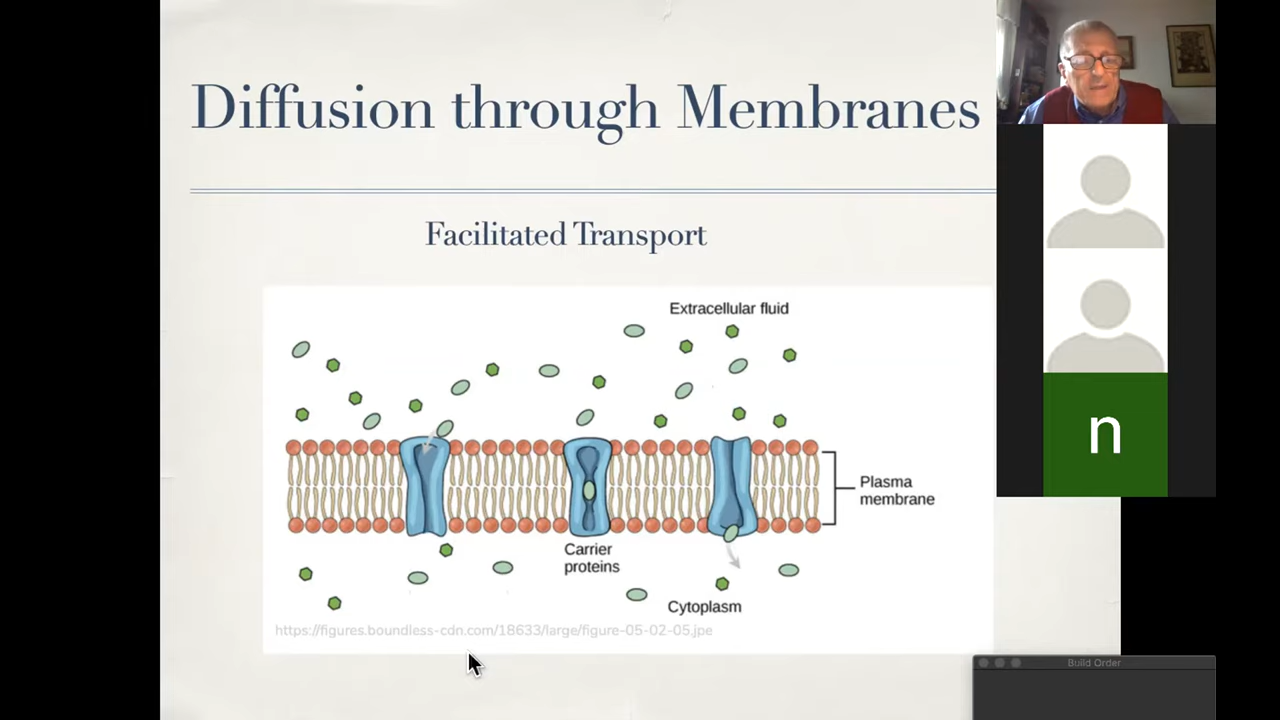 Diffusion through Membranes
Facilitated Transport
Extracellular fluid
Plasma
membrane
Carrier
proteins
Cytoplasm
https://figures.boundless-cdn.com/18633/large/figure-05-02-05.jpe
n
Build Order